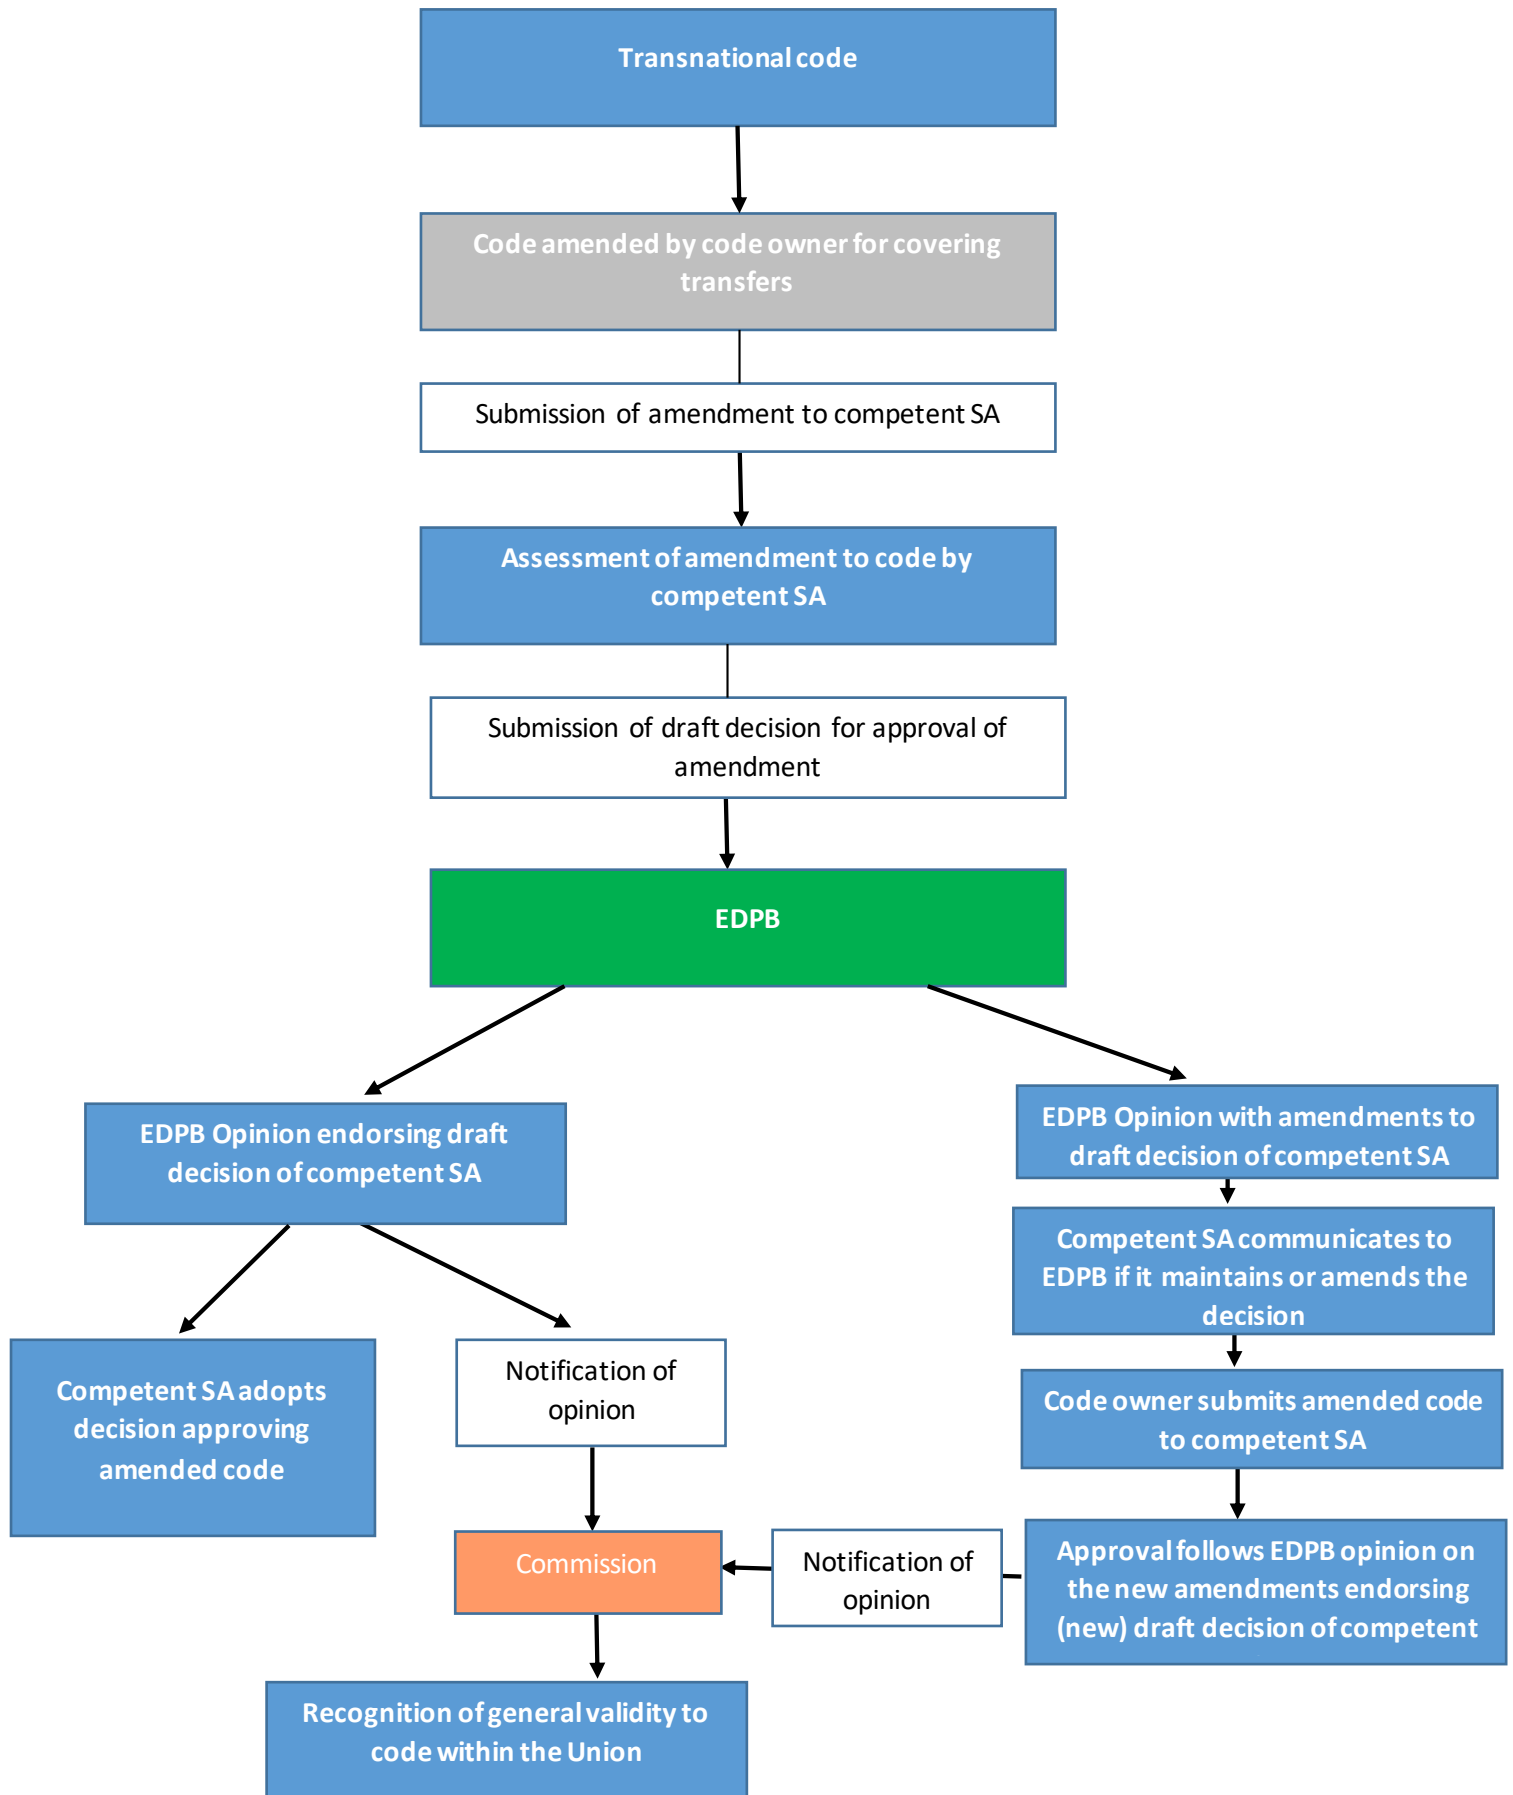 Transnational code
Code amended by code owner for covering
transfers
Submission of amendment to competent SA
Assessment of amendment to code by
competent SA
Submission of draft decision for approval of
amendment
EDPB
EDPB Opinion endorsing draft
decision of competent SA
EDPB Opinion with amendments to
draft decision of competent SA
Competent SA communicates to
EDPB if it maintains or amends the
decision
Competent SA adopts
decision approving
amended code
Notification of
opinion
Code owner submits amended code
to competent SA
Commission
Notification of
opinion
Approval follows EDPB opinion on
the new amendments endorsing
(new) draft decision of competent
Recognition of general validity to
code within the Union